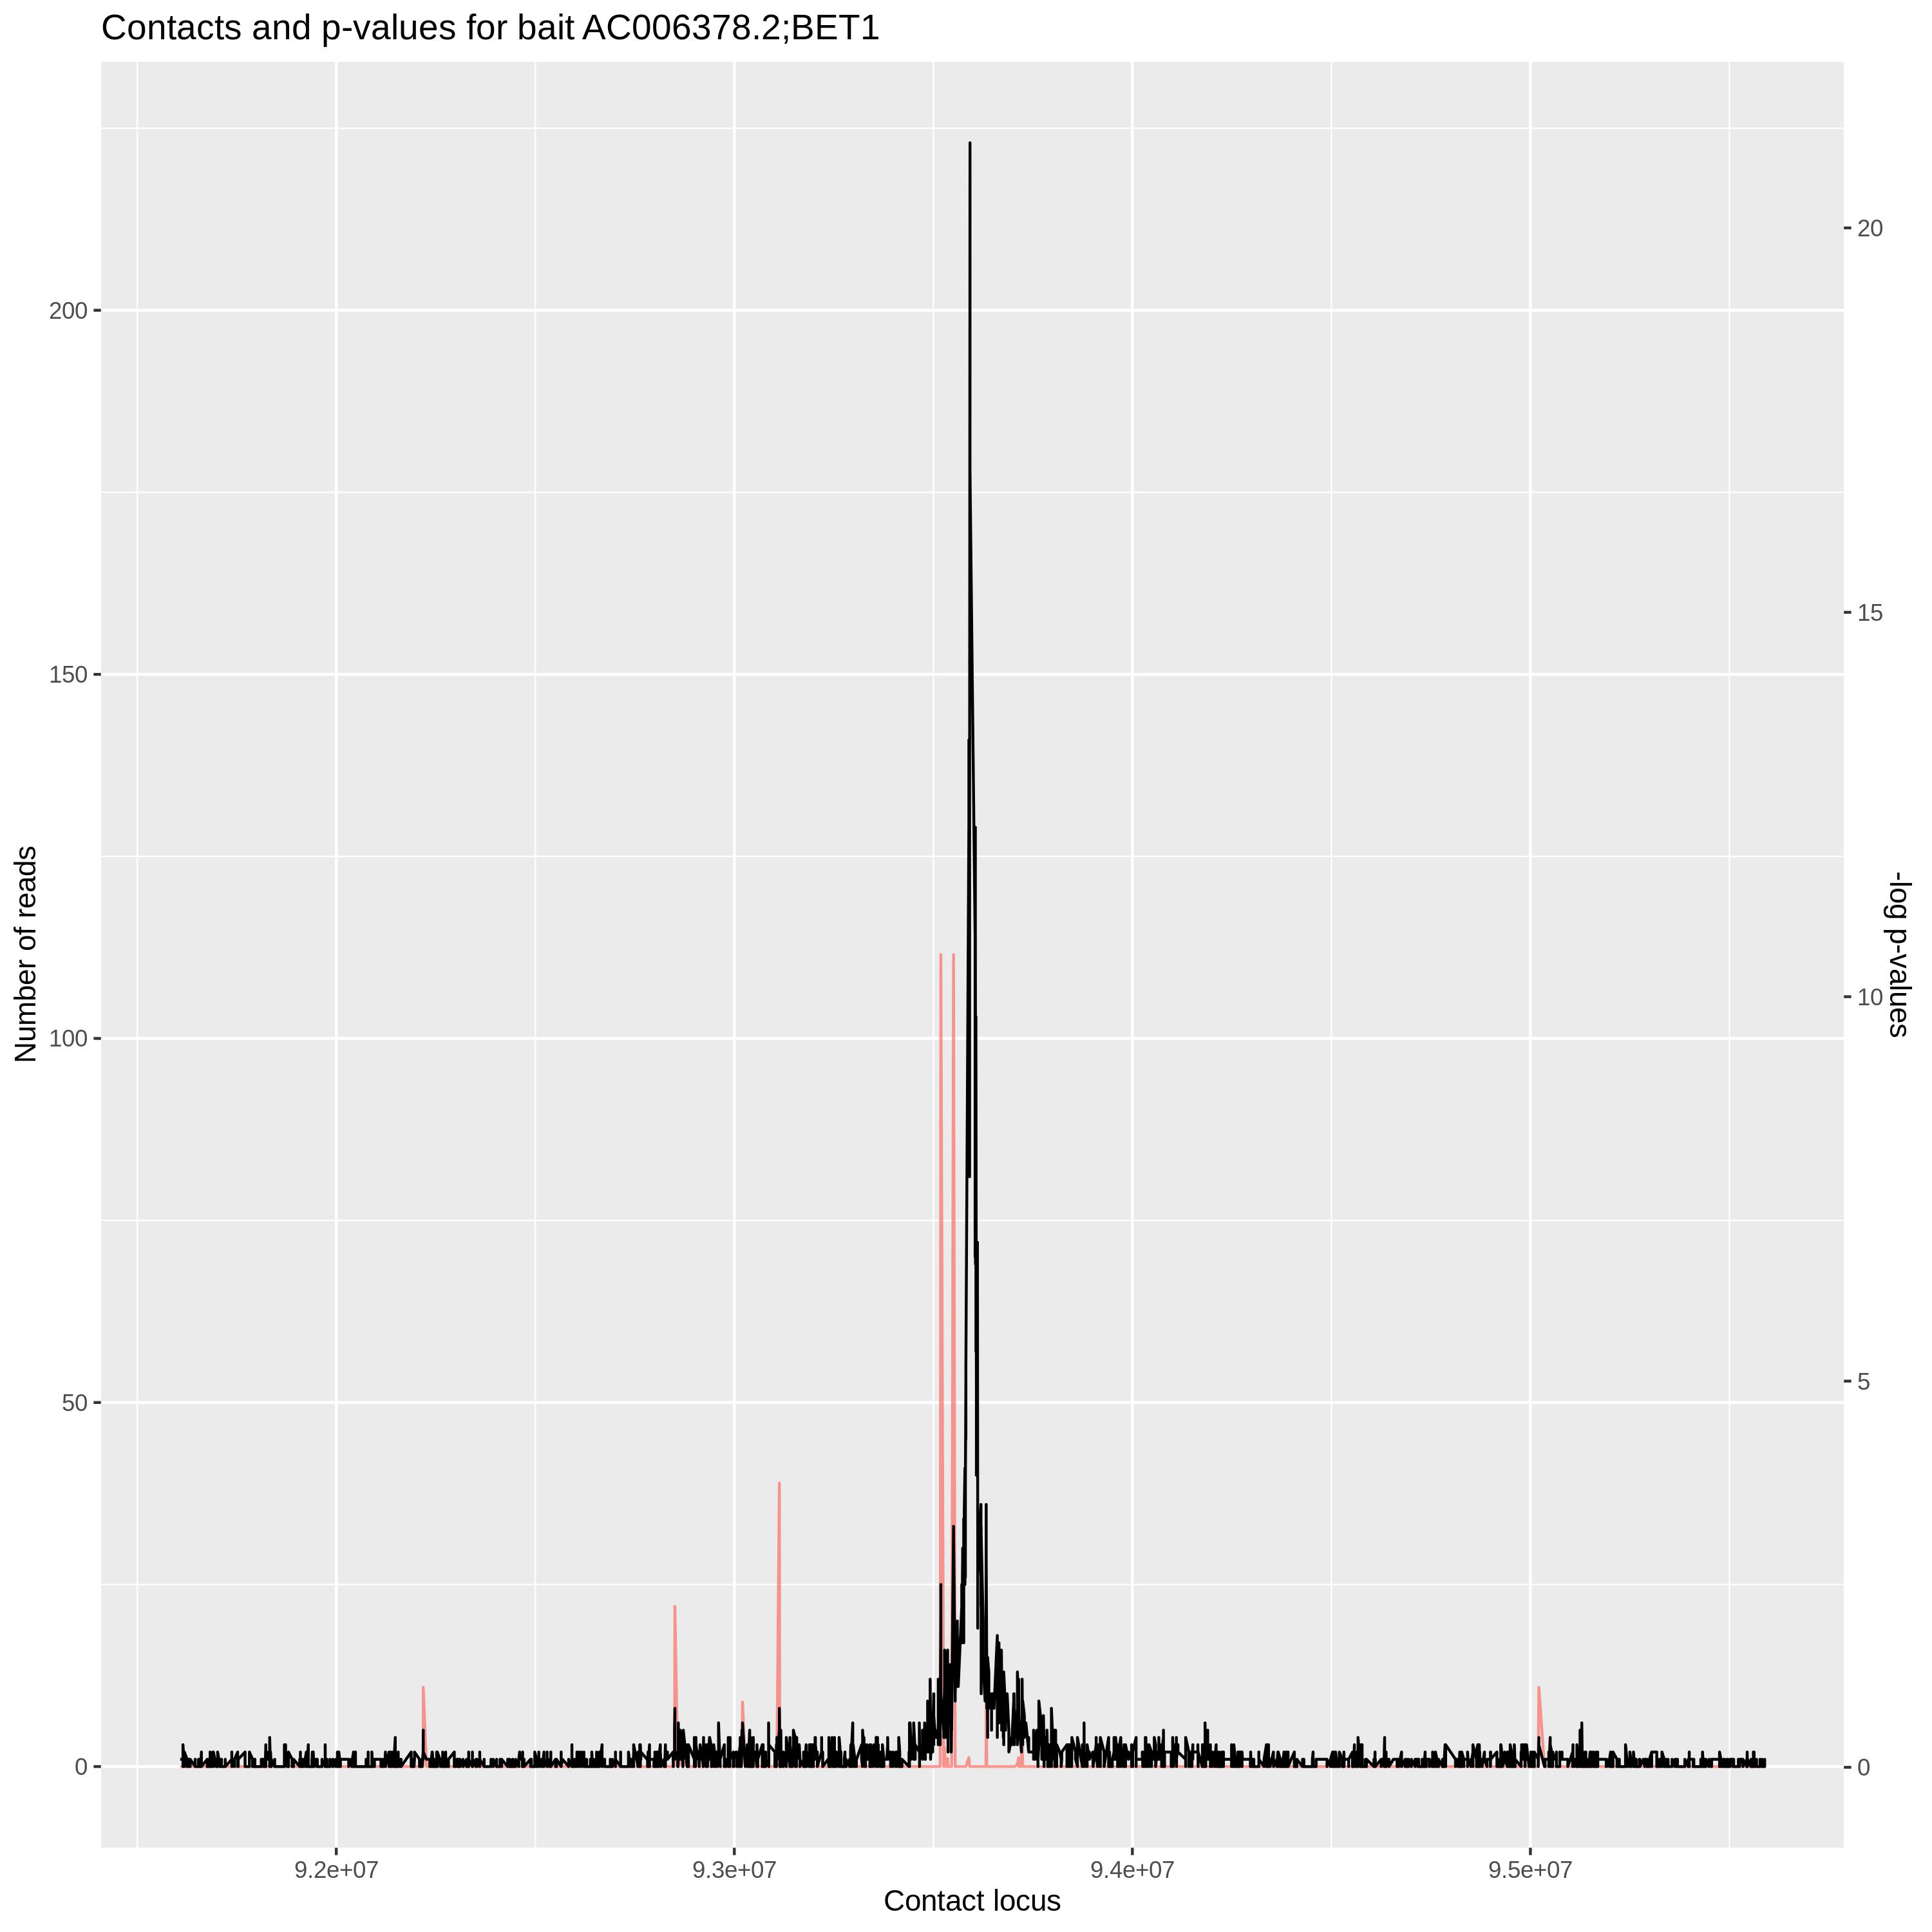 Contacts and p-values for bait AC006378.2;BET1
Number of reads
200
150
100
50
0
20
15
10
5
0
-log p-values
9.2e+07 9.3e+07 9.4e+07 9.5e+07
Contact locus